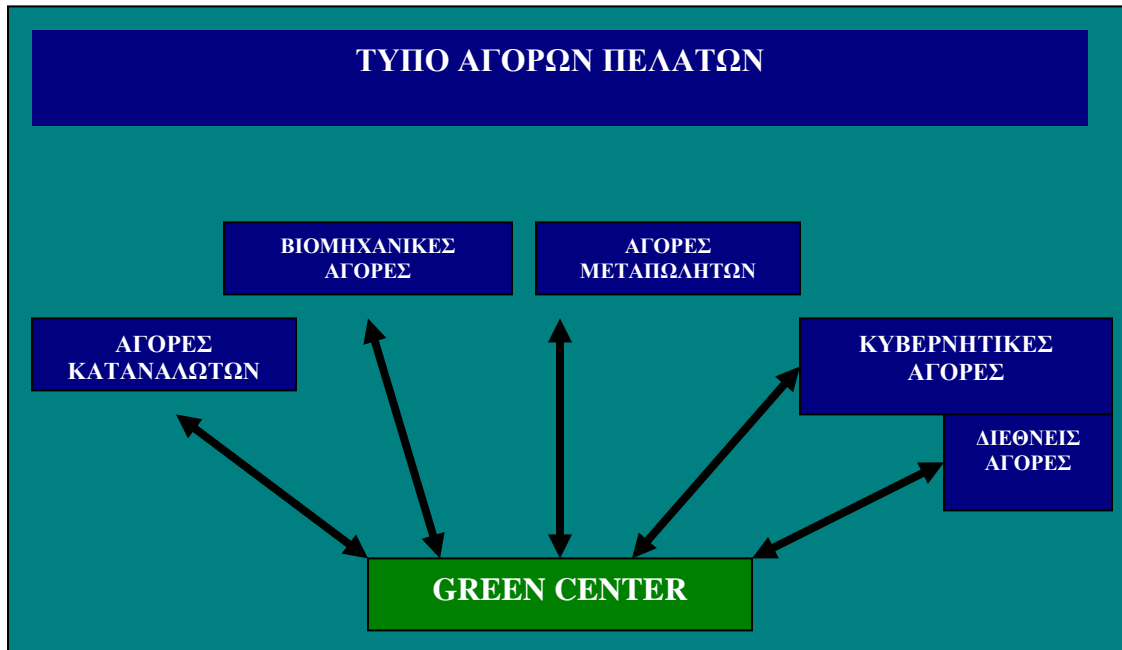 ΤΥΠΟ ΑΓΟΡΩΝ ΠΕΛΑΤΩΝ
ΒΙΟΜΗΧΑΝΙΚΕΣ
ΑΓΟΡΕΣ
ΑΓΟΡΕΣ
ΜΕΤΑΠΩΛΗΤΩΝ
ΑΓΟΡΕΣ
ΚΑΤΑΝΑΛΩΤΩΝ
ΚΥΒΕΡΝΗΤΙΚΕΣ
ΑΓΟΡΕΣ
ΔΙΕΘΝΕΙΣ
ΑΓΟΡΕΣ
GREEN CENTER